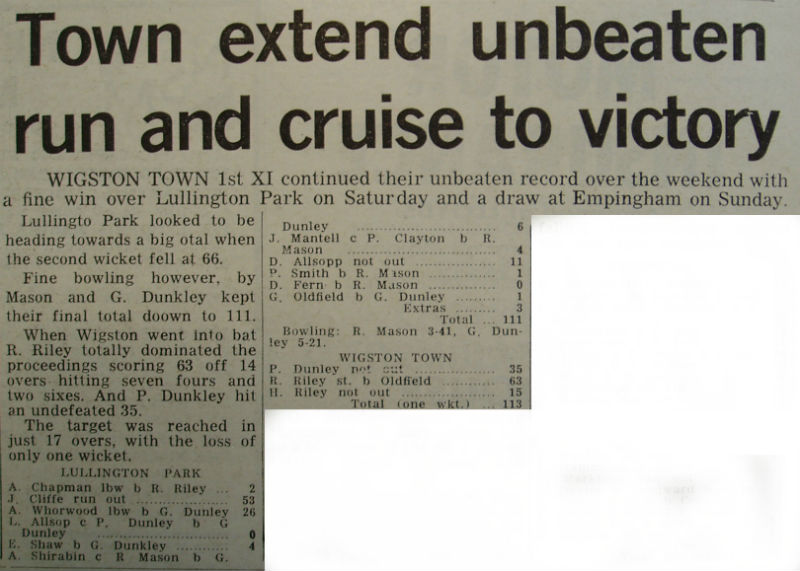 Town extend unbeaten
run and cruise to victory
WIGSTON TOWN 1st XI continued their unbeaten record over the weekend with
a fine win over Lullington Park on Saturday and a draw at Empingham on Sunday.
Lullingto Park looked to be
heading towards a big otal when
the second wicket fell at 66.
Fine bowling however, by
Mason and G. Dunkley kept
their final total doown to 111.
When Wigston went into bat
R. Riley totally dominated the
proceedings scoring 63 off 14
overs hitting seven fours and
two sixes. And P. Dunkley hit
an undefeated 35.
The target was reached in
just 17 overs, with the loss of
only one wicket.
LULLINGTON PARK
A. Chapman lbw b R. Riley ... 2
J. Cliffe run out ............... 53
A. Whorwood lbw b G. Dunley 26
L. Allsop c P. Dunley b G
Dunley ........................ 0
E. Shaw b G. Dunkley ............ 4
A. Shirabin c R Mason b G.
Dunley ........................ 6
J. Mantell c P. Clayton b R.
Mason ........................ 4
D. Allsopp not out ............... 11
P. Smith b R. Mason ............ 1
D. Fern b R. Mason ............ 0
G. Oldfield b G. Dunley ......... 1
Extras ......... 3
Total ... 111
Bowling: R. Mason 3-41, G. Dun-
ley 5-21.
WIGSTON TOWN
P. Dunley not out ............... 35
R. Riley st. b Oldfield ......... 63
H. Riley not out ............... 15
Total (one wkt.) ... 113